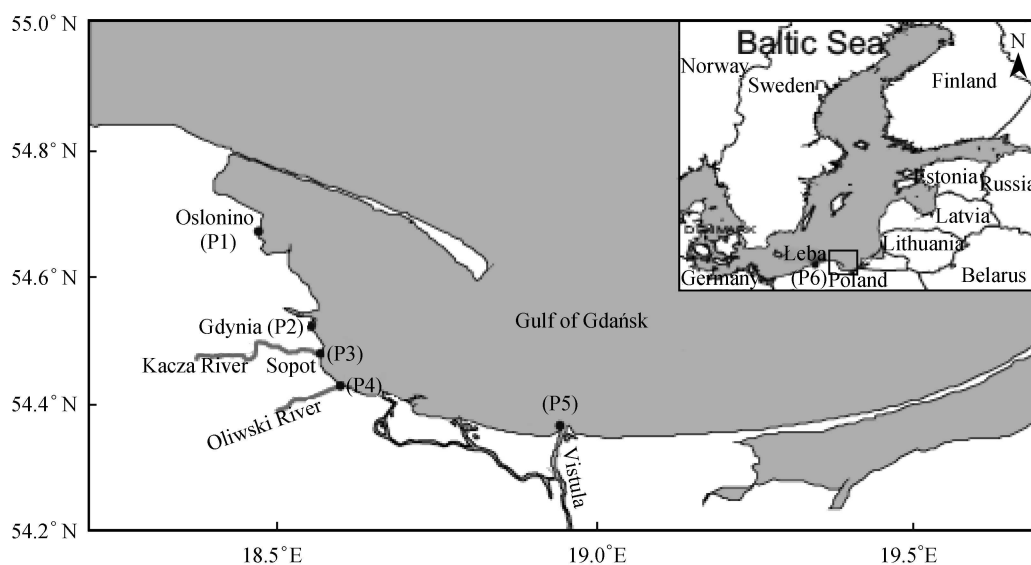 55.0°N
54.8°N
54.6°N
54.4°N
54.2°N
18.5°E
19.0°E
19.5°E
Baltic Sea
N
Norway
Sweden
Finland
Estonia
Russia
Latvia
DENMARK
Lithuania
Leba
(P6)
Poland
Germany
Belarus
Oslonino
(P1)
Gulf of Gdańsk
Gdynia (P2)
Kacza River
Sopot
(P3)
(P4)
Oliwski River
(P5)
Vistula